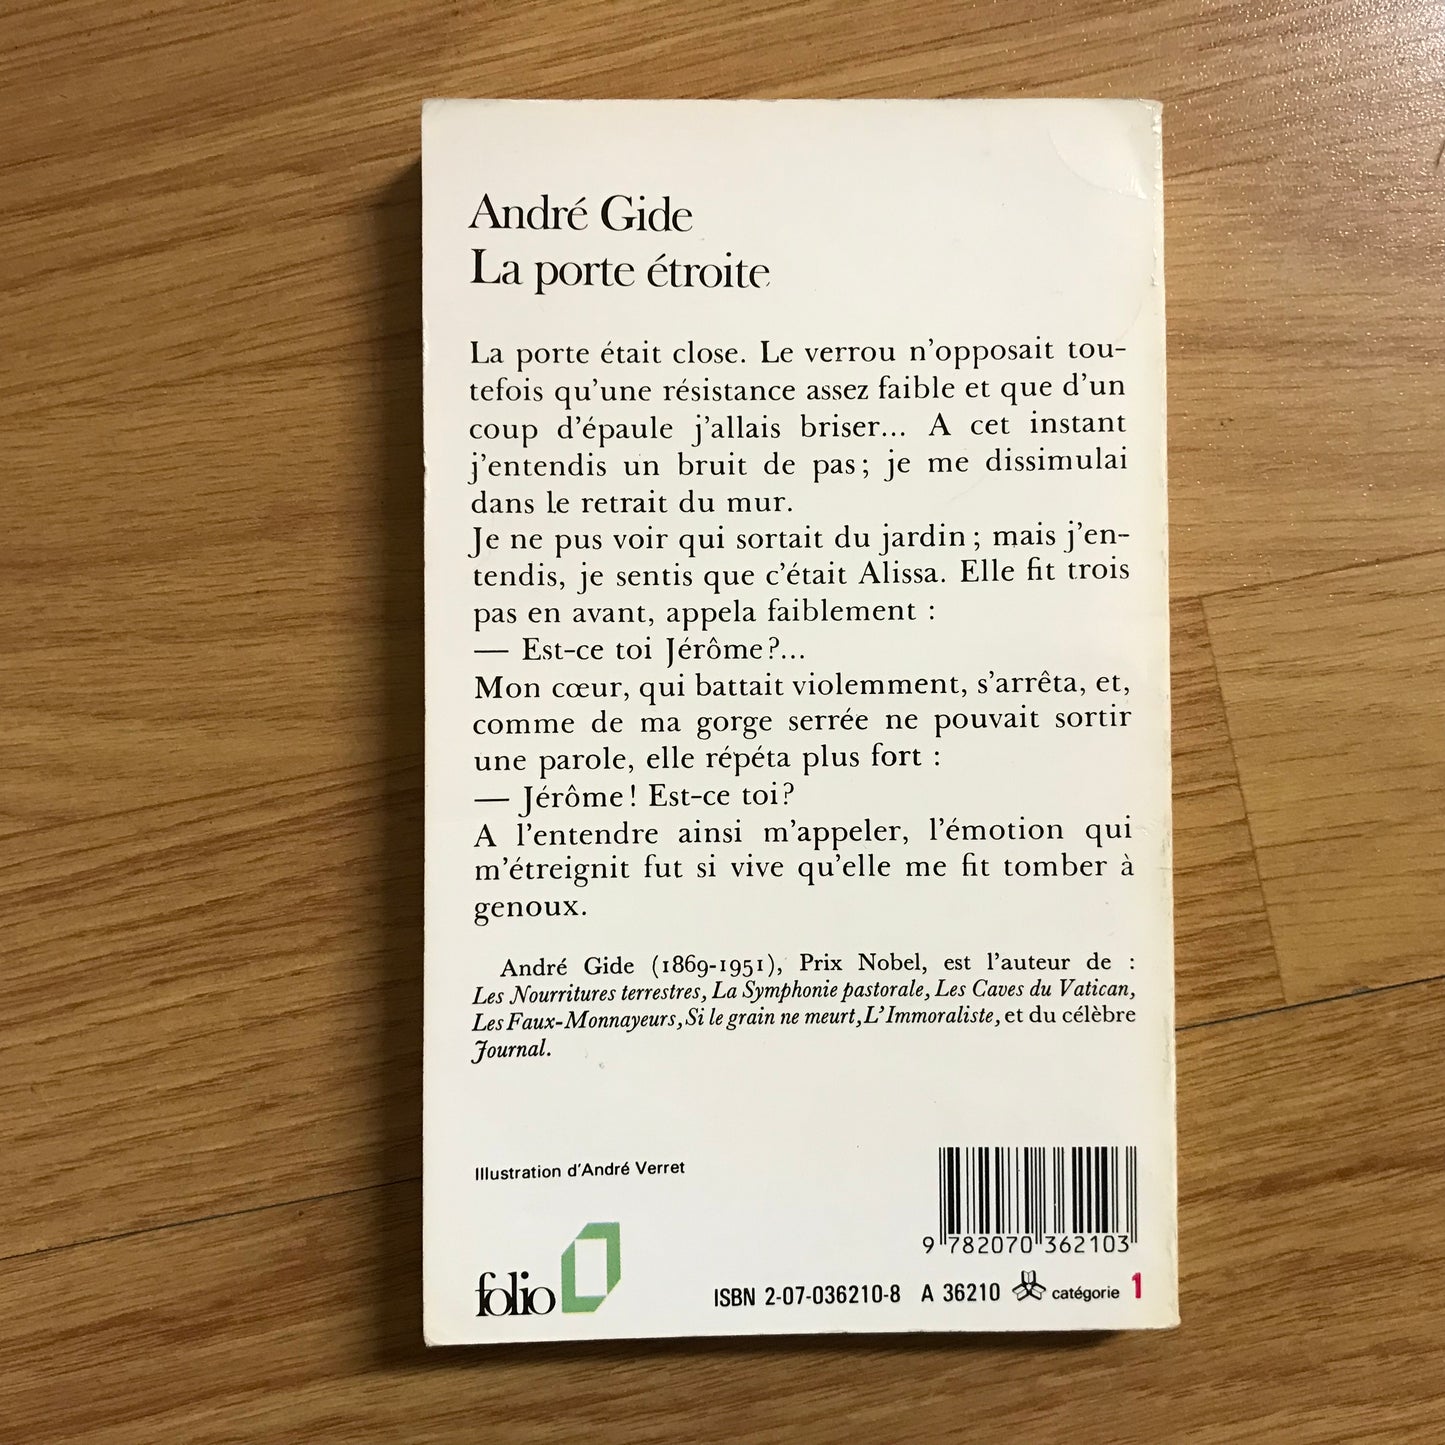 André Gide
La porte étroite
La porte était close. Le verrou n'opposait tou-
tefois qu'une résistance assez faible et que d'un
coup d'épaule j'allais briser... A cet instant
j'entendis un bruit de pas ; je me dissimulai
dans le retrait du mur.
Je ne pus voir qui sortait du jardin ; mais j'en-
tendis, je sentis que c'était Alissa. Elle fit trois
pas en avant, appela faiblement :
— Est-ce toi Jérôme ?...
Mon cœur, qui battait violemment, s'arrêta, et,
comme de ma gorge serrée ne pouvait sortir
une parole, elle répéta plus fort :
— Jérôme ! Est-ce toi ?
A l'entendre ainsi m'appeler, l'émotion qui
m'étreignit fut si vive qu'elle me fit tomber à
genoux.
André Gide (1869-1951), Prix Nobel, est l'auteur de :
Les Nourritures terrestres, La Symphonie pastorale, Les Caves du Vatican,
Les Faux-Monnayeurs, Si le grain ne meurt, L'Immoraliste, et du célèbre
Journal.
Illustration d'André Verret
9 782070 362103
folio
ISBN 2-07-036210-8 A 36210 catégorie 1